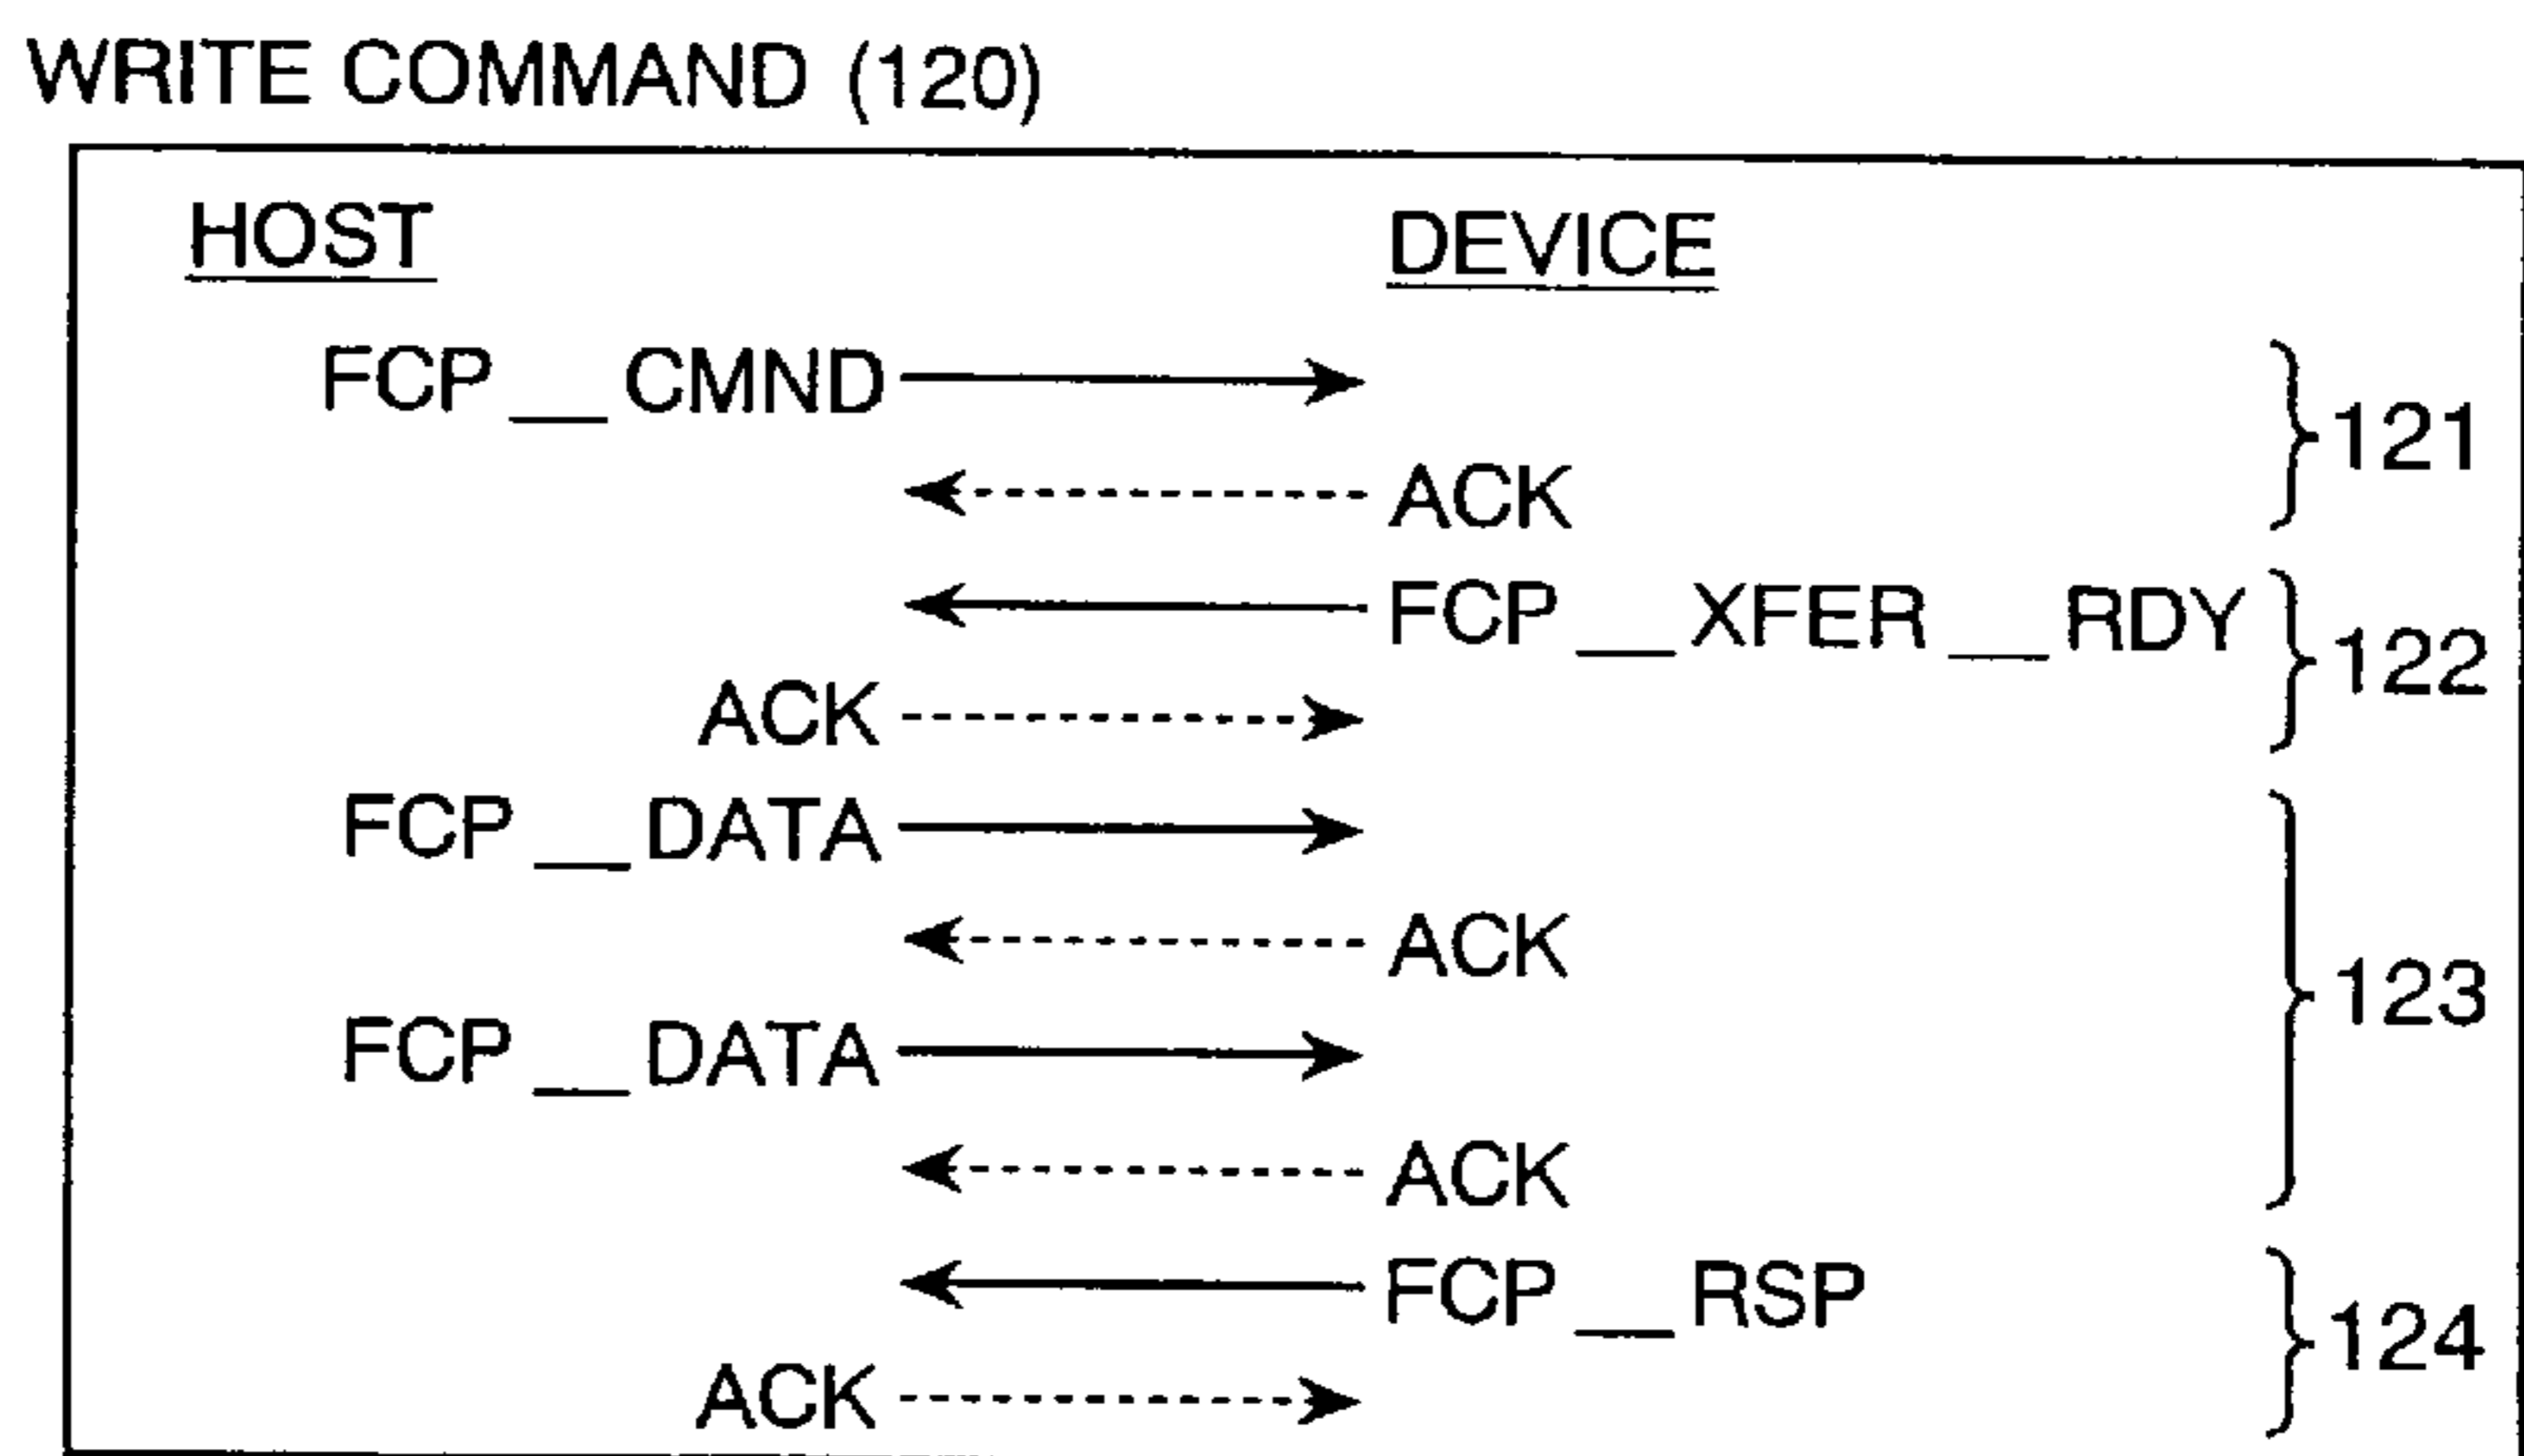 WRITE COMMAND (120)
HOST DEVICE
FCP__CMND
121
ACK
FCP__XFER__RDY
122
ACK
FCP__DATA
ACK
123
FCP__DATA
ACK
FCP__RSP
124
ACK